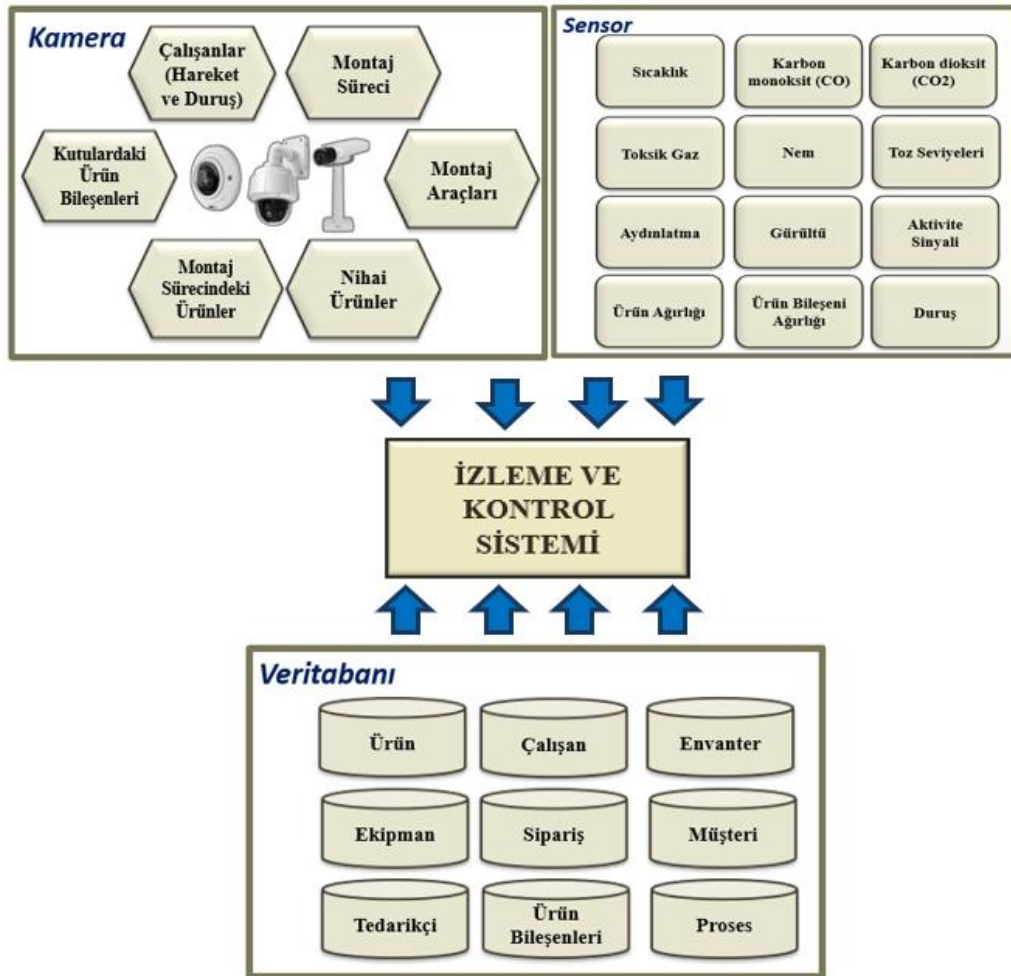 Kamera
Çalışanlar
(Hareket
ve Duruş)
Montaj
Süreci
Kutulardaki
Ürün
Bileşenleri
Montaj
Araçları
Montaj
Sürecindeki
Ürünler
Nihai
Ürünler
Sensor
Sıcaklık
Karbon
monoksit (CO)
Karbon dioksit
(CO2)
Toksik Gaz
Nem
Toz Seviyeleri
Aydınlatma
Gürültü
Aktivite
Sinyali
Ürün Ağırlığı
Ürün Bileşeni
Ağırlığı
Duruş
İZLEME VE
KONTROL
SİSTEMİ
Veritabanı
Ürün
Çalışan
Envanter
Ekipman
Sipariş
Müşteri
Tedarikçi
Ürün
Bileşenleri
Proses